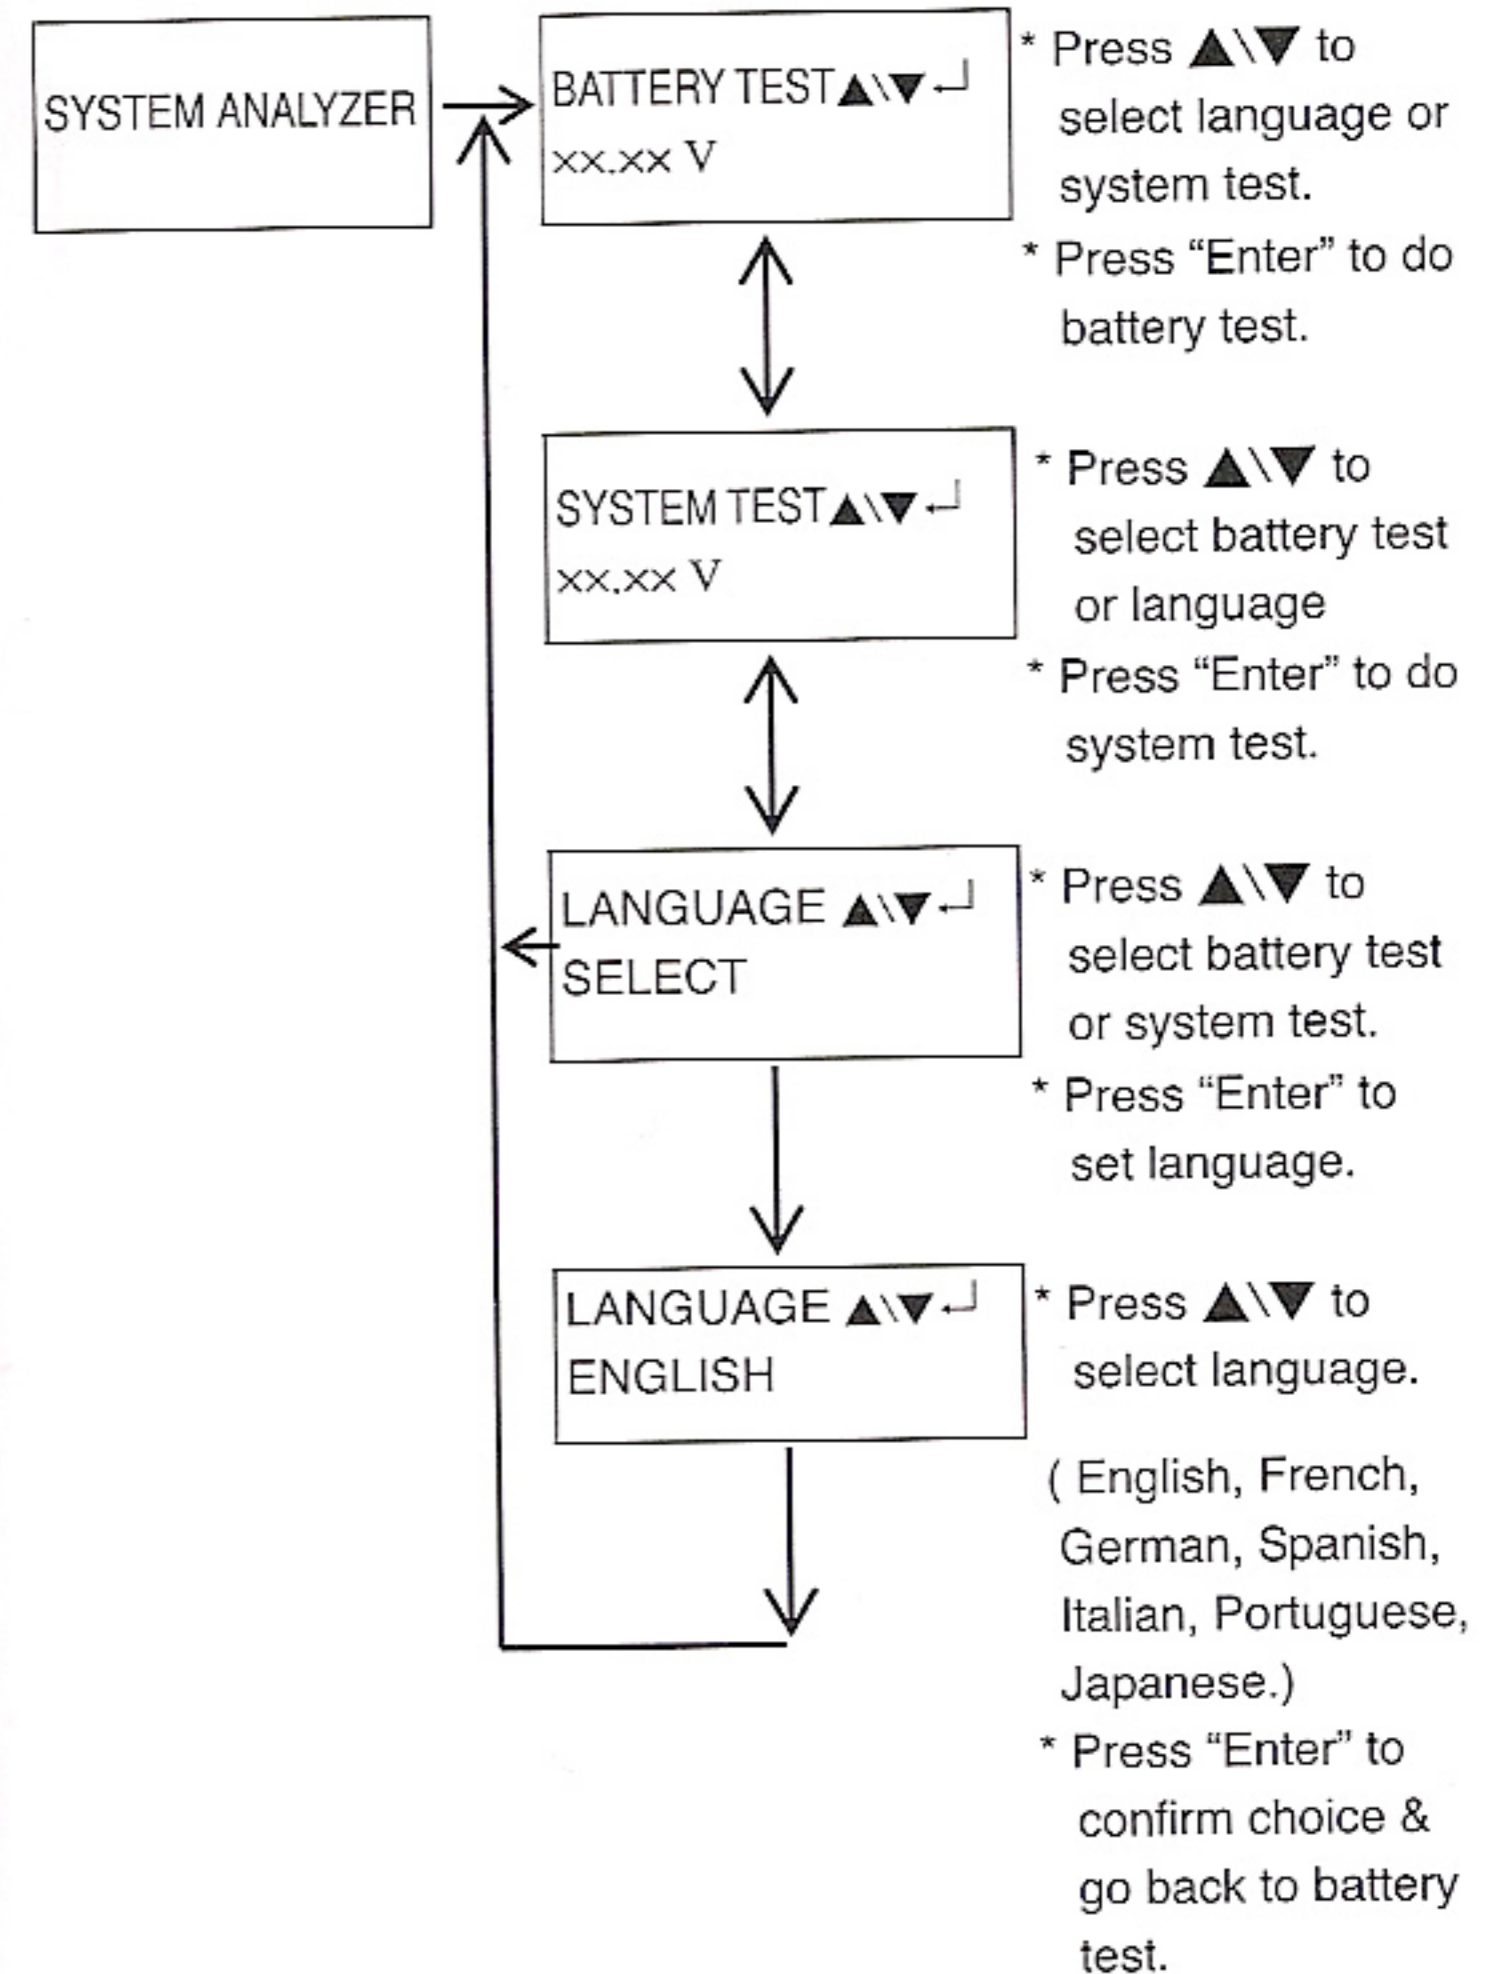 SYSTEM ANALYZER
BATTERY TEST▲\▼↵
xx.xx V
* Press ▲\▼ to
select language or
system test.
* Press “Enter” to do
battery test.
SYSTEM TEST▲\▼↵
xx.xx V
* Press ▲\▼ to
select battery test
or language
* Press “Enter” to do
system test.
LANGUAGE ▲\▼↵
SELECT
* Press ▲\▼ to
select battery test
or system test.
* Press “Enter” to
set language.
LANGUAGE ▲\▼↵
ENGLISH
* Press ▲\▼ to
select language.
( English, French,
German, Spanish,
Italian, Portuguese,
Japanese.)
* Press “Enter” to
confirm choice &
go back to battery
test.